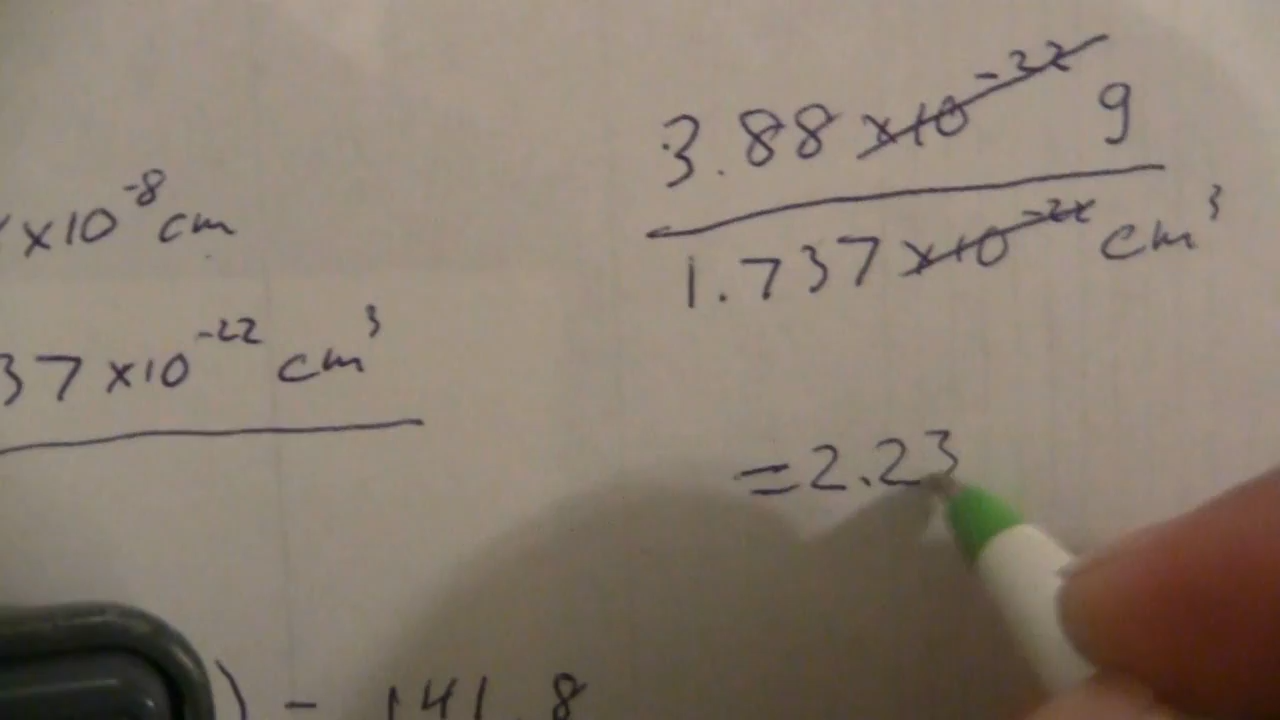 3.88 x10⁻²² g
1.737 x10⁻²² cm³
x10⁻⁸ cm
37 x10⁻²² cm³
= 2.23
) - 141.8